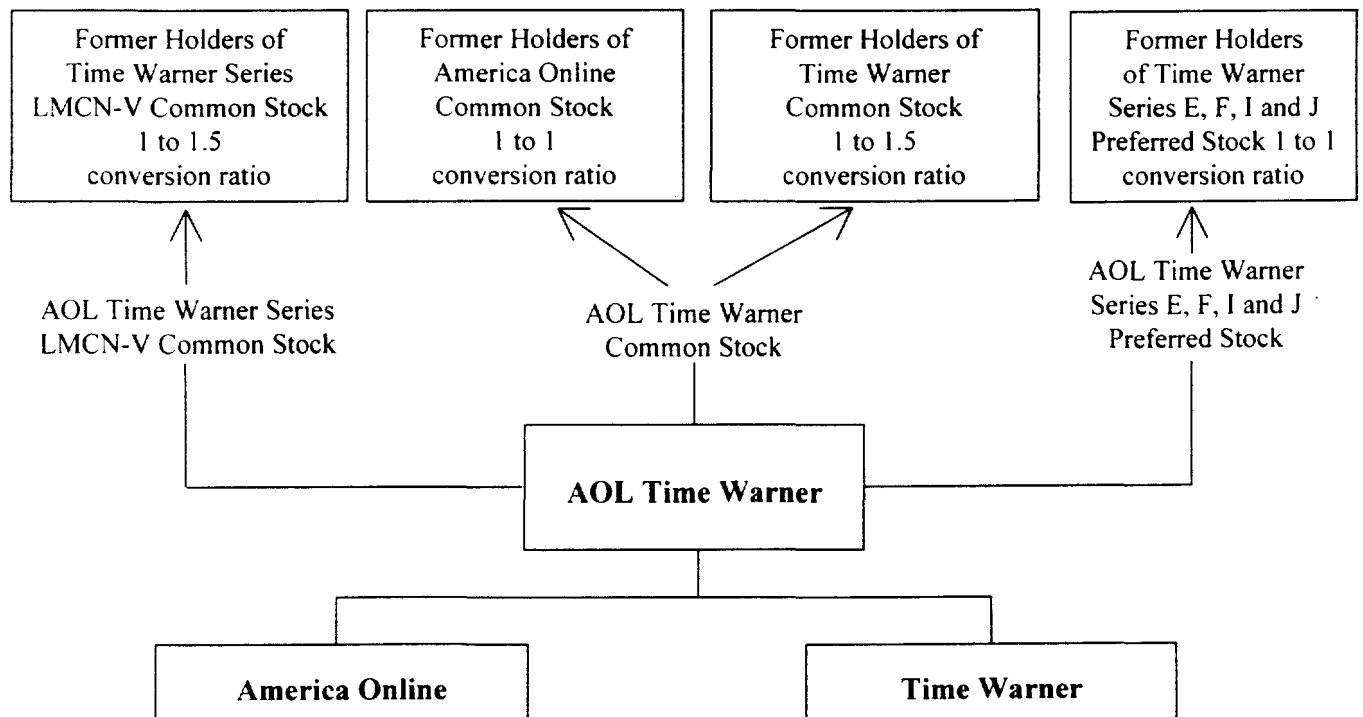 Former Holders of
Time Warner Series
LMCN-V Common Stock
1 to 1.5
conversion ratio
Former Holders of
America Online
Common Stock
1 to 1
conversion ratio
Former Holders of
Time Warner
Common Stock
1 to 1.5
conversion ratio
Former Holders
of Time Warner
Series E, F, I and J
Preferred Stock 1 to 1
conversion ratio
AOL Time Warner Series
LMCN-V Common Stock
AOL Time Warner
Common Stock
AOL Time Warner
Series E, F, I and J
Preferred Stock
AOL Time Warner
America Online
Time Warner